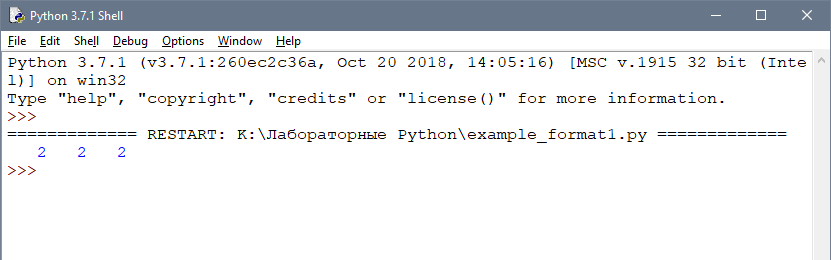 Python 3.7.1 Shell
File Edit Shell Debug Options Window Help
Python 3.7.1 (v3.7.1:260ec2c36a, Oct 20 2018, 14:05:16) [MSC v.1915 32 bit (Inte
l)] on win32
Type "help", "copyright", "credits" or "license()" for more information.
>>>
============= RESTART: K:\Лабораторные Python\example_format1.py =============
   2   2   2
>>>